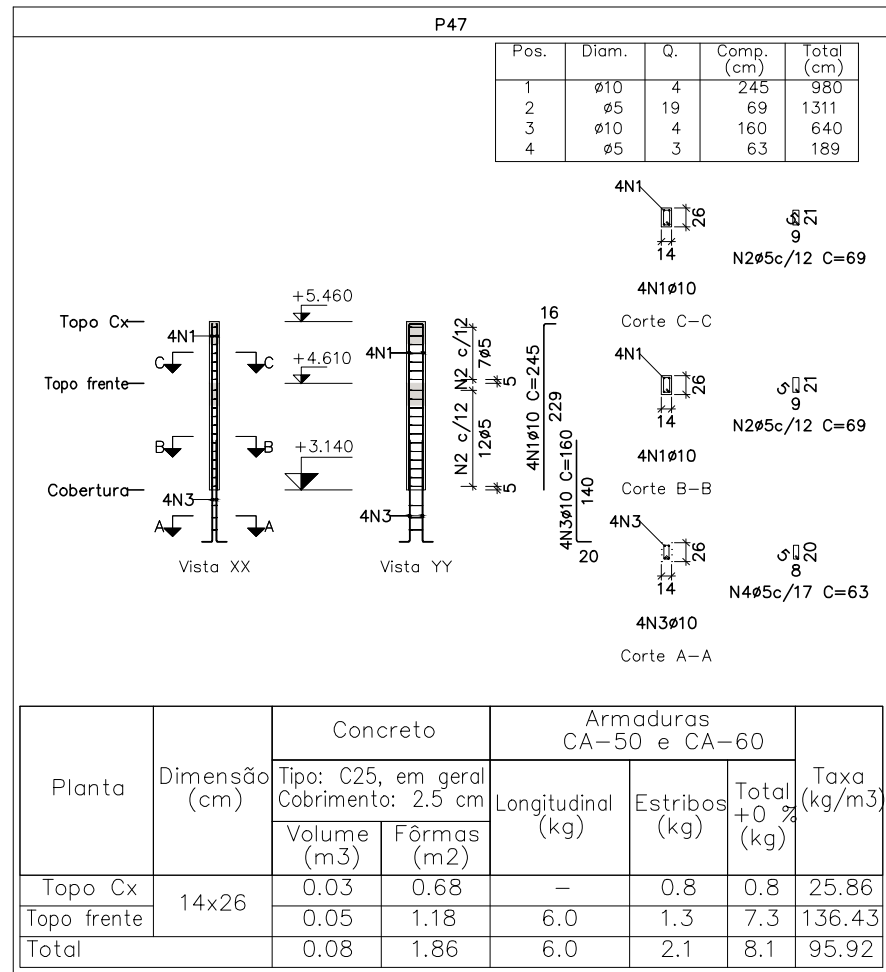 P47
Pos. Diam. Q. Comp. (cm) Total (cm)
1 ø10 4 245 980
2 ø5 19 69 1311
3 ø10 4 160 640
4 ø5 3 63 189
4N1
26
14
4N1ø10
Corte C-C
5
21
9
N2ø5c/12 C=69
Topo Cx
4N1
C C
Topo frente
B B
Cobertura
4N3
A A
Vista XX
+5.460
+4.610
+3.140
4N1
4N3
Vista YY
N2 c/12
7ø5
5
N2 c/12
12ø5
5
16
4N1ø10 C=245
229
4N3ø10 C=160
140
20
4N1
26
14
4N1ø10
Corte B-B
5
21
9
N2ø5c/12 C=69
4N3
26
14
4N3ø10
Corte A-A
5
20
8
N4ø5c/17 C=63
Planta
Dimensão (cm)
Concreto
Tipo: C25, em geral
Cobrimento: 2.5 cm
Volume (m3)
Fôrmas (m2)
Armaduras
CA-50 e CA-60
Longitudinal (kg)
Estribos (kg)
Total +0 % (kg)
Taxa (kg/m3)
Topo Cx 14x26 0.03 0.68 - 0.8 0.8 25.86
Topo frente 0.05 1.18 6.0 1.3 7.3 136.43
Total 0.08 1.86 6.0 2.1 8.1 95.92